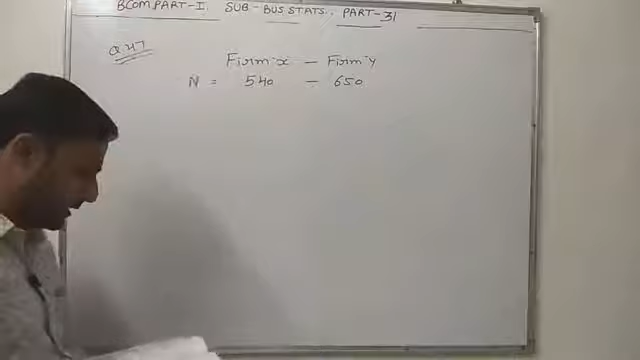 BCOM PART-I. SUB-BUS STATS. PART-31
Q.47
Firm-X — Firm-Y
N = 540 — 650